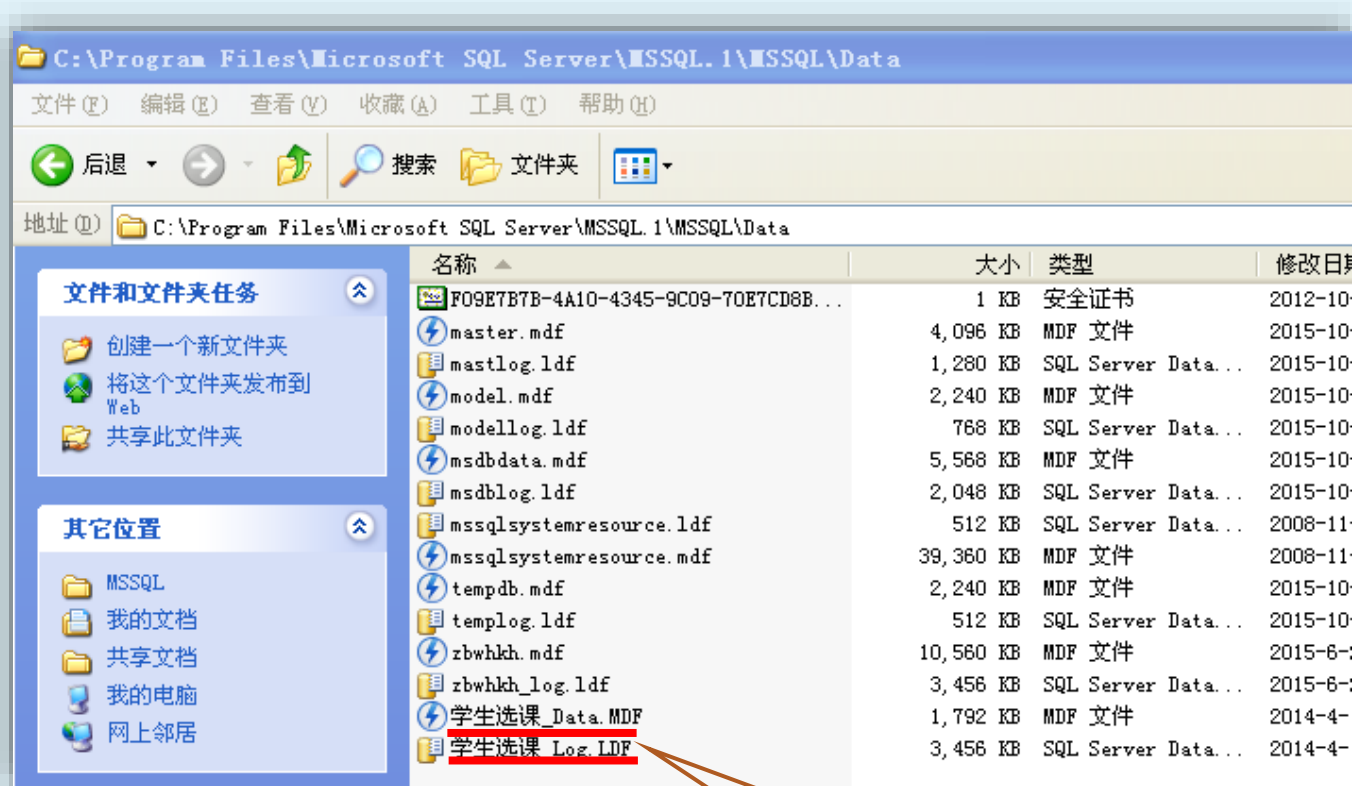 C:\Program Files\Microsoft SQL Server\MSSQL.1\MSSQL\Data
文件(F) 编辑(E) 查看(V) 收藏(A) 工具(T) 帮助(H)
后退 搜索 文件夹
地址(D) C:\Program Files\Microsoft SQL Server\MSSQL.1\MSSQL\Data
文件和文件夹任务
创建一个新文件夹
将这个文件夹发布到
Web
共享此文件夹
其它位置
MSSQL
我的文档
共享文档
我的电脑
网上邻居
名称 大小 类型 修改日期
F09E7B7B-4A10-4345-9C09-70E7CD8B... 1 KB 安全证书 2012-10-
master.mdf 4,096 KB MDF 文件 2015-10-
mastlog.ldf 1,280 KB SQL Server Data... 2015-10-
model.mdf 2,240 KB MDF 文件 2015-10-
modellog.ldf 768 KB SQL Server Data... 2015-10-
msdbdata.mdf 5,568 KB MDF 文件 2015-10-
msdblog.ldf 2,048 KB SQL Server Data... 2015-10-
mssqlsystemresource.ldf 512 KB SQL Server Data... 2008-11-
mssqlsystemresource.mdf 39,360 KB MDF 文件 2008-11-
tempdb.mdf 2,240 KB MDF 文件 2015-10-
templog.ldf 512 KB SQL Server Data... 2015-10-
zbwhkh.mdf 10,560 KB MDF 文件 2015-6-2
zbwhkh_log.ldf 3,456 KB SQL Server Data... 2015-6-2
学生选课_Data.MDF 1,792 KB MDF 文件 2014-4-
学生选课_Log.LDF 3,456 KB SQL Server Data... 2014-4-